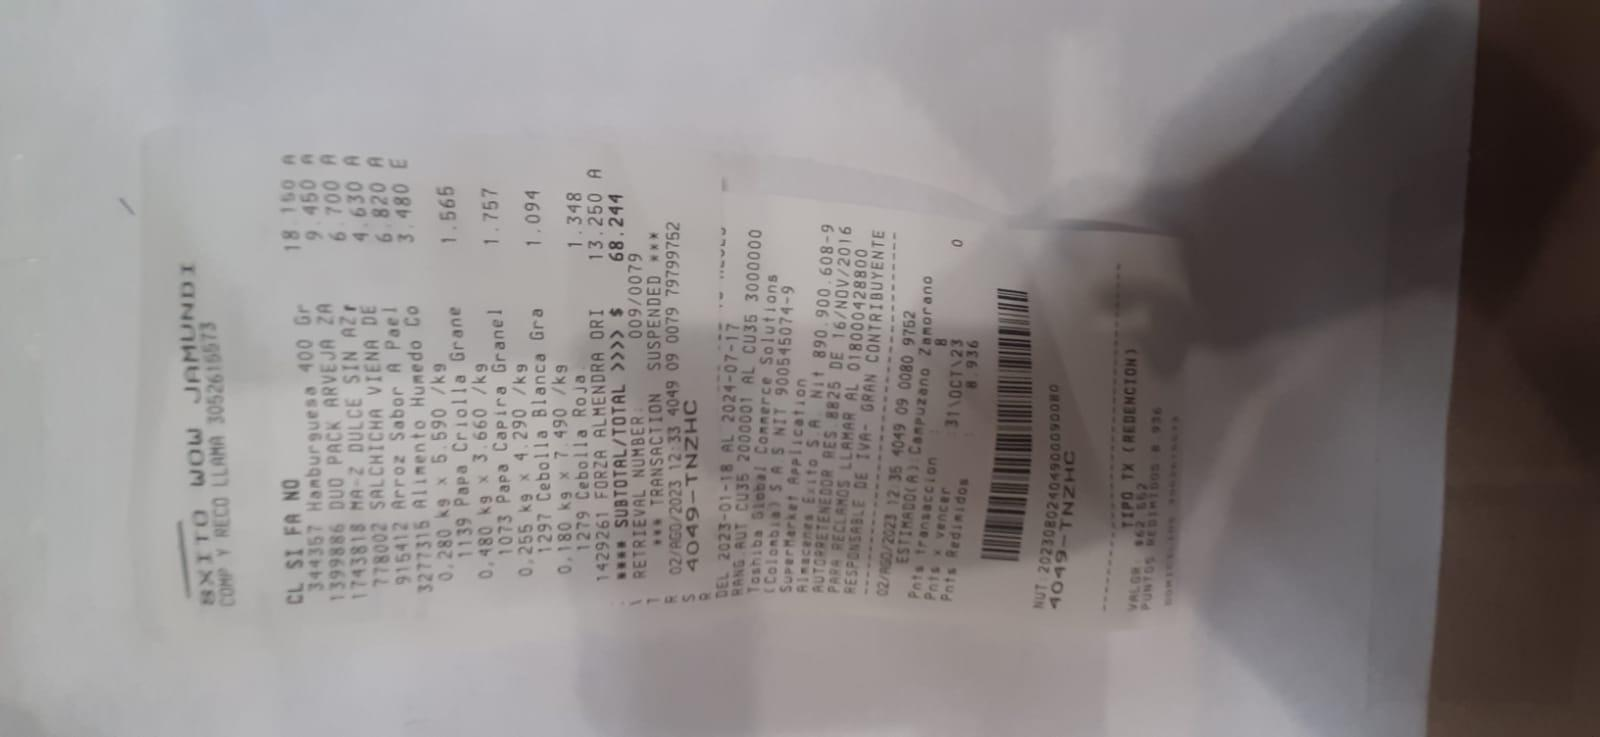 EXITO WOW JAMUNDI
COMP Y RECO LLAMA 3052615573
CL SI FA NO
344357 Hamburguesa 400 Gr 18.150 A
1399886 DUO PACK ARVEJA ZA 9.450 A
1743818 MA-Z DULCE SIN AZr 6.700 A
778002 SALCHICHA VIENA DE 4.630 A
915412 Arroz Sabor A Pael 6.820 A
3277315 Alimento Humedo Co 3.480 E
0,280 kg x 5.590 /kg
1139 Papa Criolla Grane 1.565
0,480 kg x 3.660 /kg
1073 Papa Capira Granel 1.757
0,255 kg x 4.290 /kg
1297 Cebolla Blanca Gra 1.094
0,180 kg x 7.490 /kg
1279 Cebolla Roja 1.348
1429261 FORZA ALMENDRA ORI 13.250 A
**** SUBTOTAL/TOTAL >>>> $ 68.244
RETRIEVAL NUMBER: 009/0079
*** TRANSACTION SUSPENDED ***
02/AGO/2023 12:33 4049 09 0079 79799752
4049-TNZHC
DEL 2023-01-18 AL 2024-07-17
RANG.AUT CU35 2000001 AL CU35 3000000
Toshiba Global Commerce Solutions
(Colombia) S A S NIT 900545074-9
SuperMarket Application
Almacenes Exito S.A. Nit 890.900.608-9
AUTORRETENEDOR RES.8825 DE 16/NOV/2016
PARA RECLAMOS LLAMAR AL 018000428800
RESPONSABLE DE IVA- GRAN CONTRIBUYENTE
02/AGO/2023 12 35 4049 09 0080 9752
ESTIMADO(A):Campuzano Zamorano
Pnts transaccion : 8
Pnts x vencer :31\OCT\23 0
Pnts Redimidos : 8.936
NUT:20230802404900090080
4049-TNZHC
TIPO TX (REDENCION)
VALOR $62.552
PUNTOS REDIMIDOS 8.936